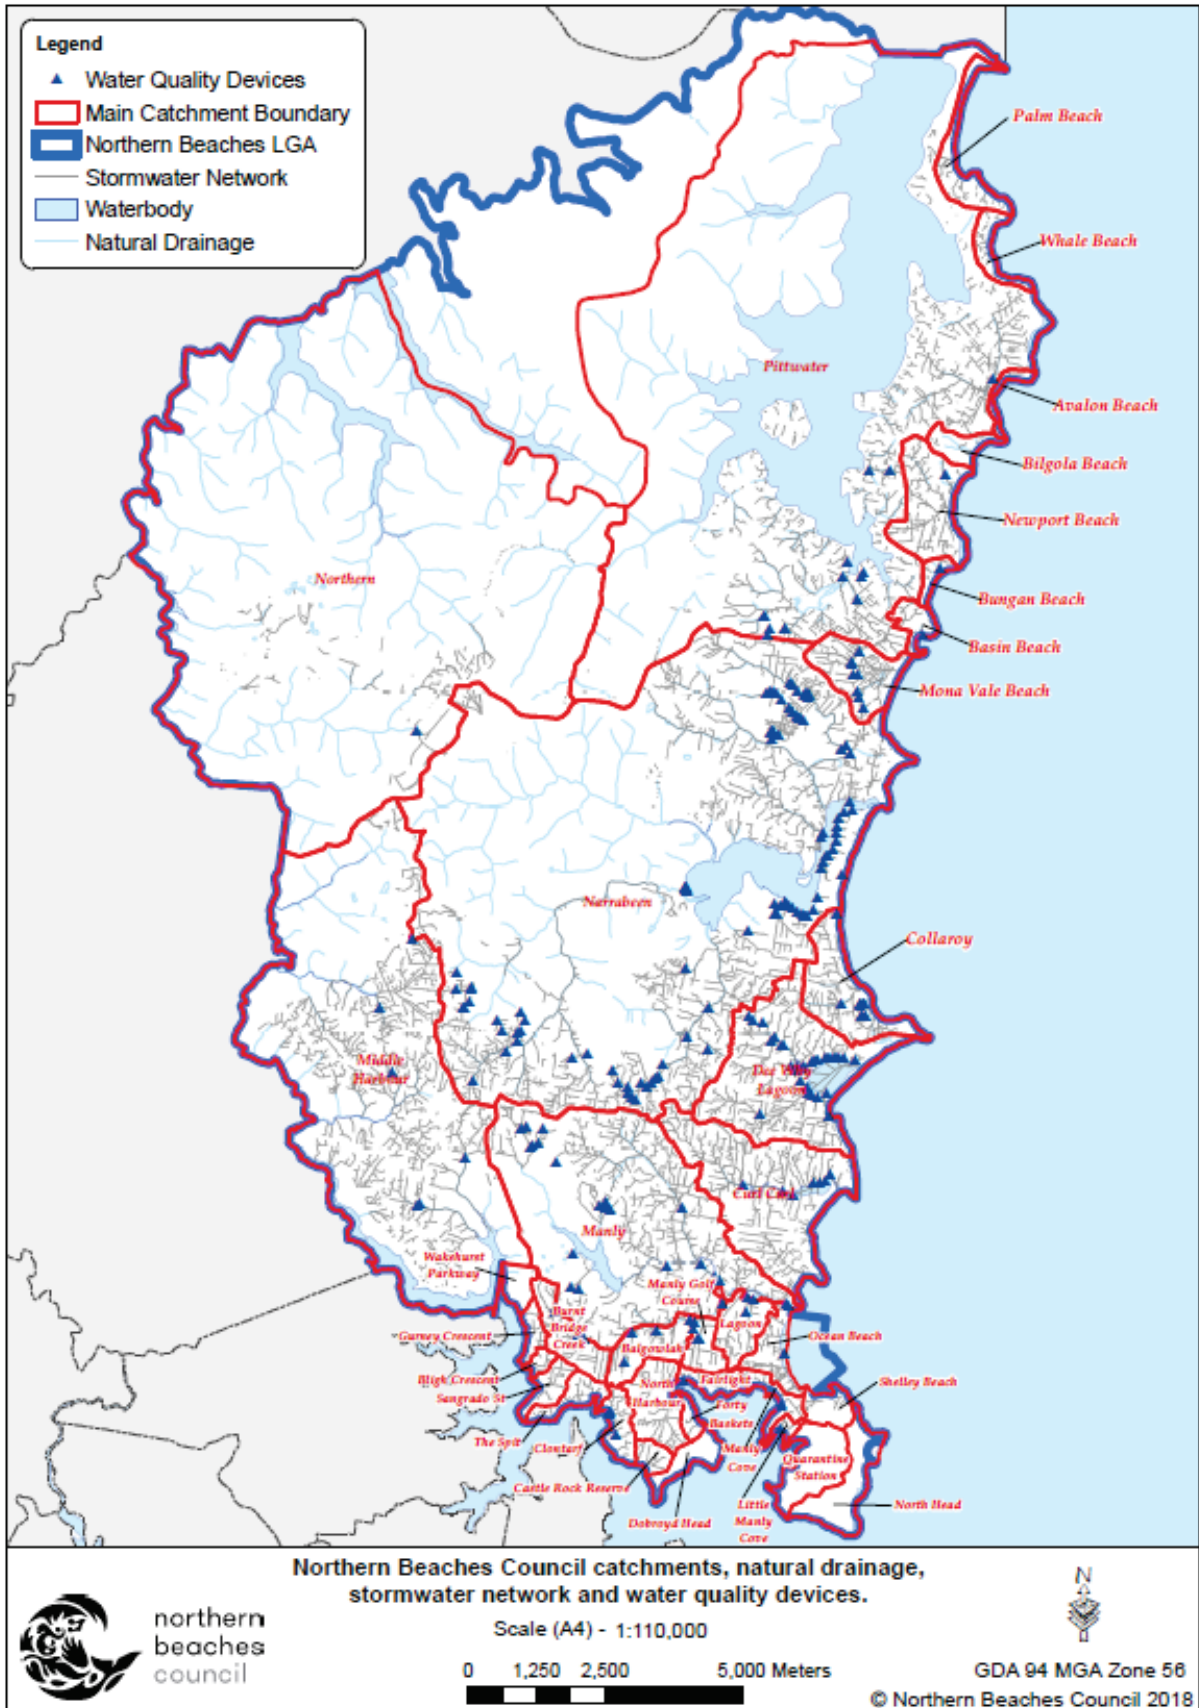 Legend
Water Quality Devices
Main Catchment Boundary
Northern Beaches LGA
Stormwater Network
Waterbody
Natural Drainage
Palm Beach
Whale Beach
Pittwater
Avalon Beach
Bilgola Beach
Newport Beach
Northern
Bungan Beach
Basin Beach
Mona Vale Beach
Narrabeen
Collaroy
Middle
Harbour
Dee Why
Lagoon
Curl Curl
Manly
Wakehurst
Parkway
Manly Golf
Course
Burnt
Bridge
Creek
Lagoon
Gurney Crescent
Balgowlah
Ocean Beach
Bligh Crescent
Sangrado St
North
Harbour
Fairlight
Shelley Beach
Forty
Baskets
The Spit
Clontarf
Manly
Cove
Quarantine
Station
Castle Rock Reserve
Dobroyd Head
Little
Manly
Cove
North Head
Northern Beaches Council catchments, natural drainage,
stormwater network and water quality devices.
Scale (A4) - 1:110,000
0 1,250 2,500 5,000 Meters
northern
beaches
council
N
GDA 94 MGA Zone 56
© Northern Beaches Council 2018